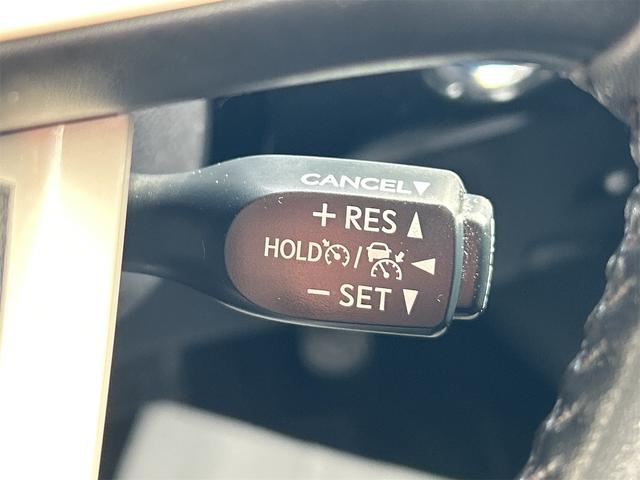 CANCEL▼
+ RES ▲
HOLD / ◀
− SET ▼